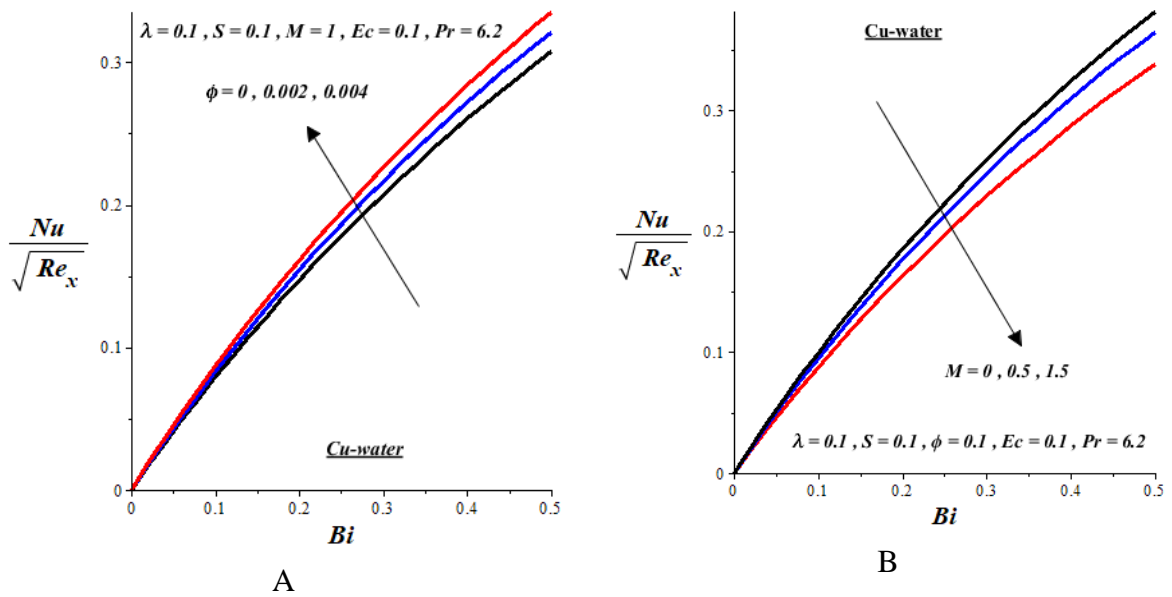 λ = 0.1 , S = 0.1 , M = 1 , Ec = 0.1 , Pr = 6.2
ϕ = 0 , 0.002 , 0.004
0.3
0.2
0.1
0
Nu
√Re_x
Cu-water
0 0.1 0.2 0.3 0.4 0.5
Bi
A
Cu-water
0.3
0.2
0.1
0
Nu
√Re_x
M = 0 , 0.5 , 1.5
λ = 0.1 , S = 0.1 , ϕ = 0.1 , Ec = 0.1 , Pr = 6.2
0 0.1 0.2 0.3 0.4 0.5
Bi
B